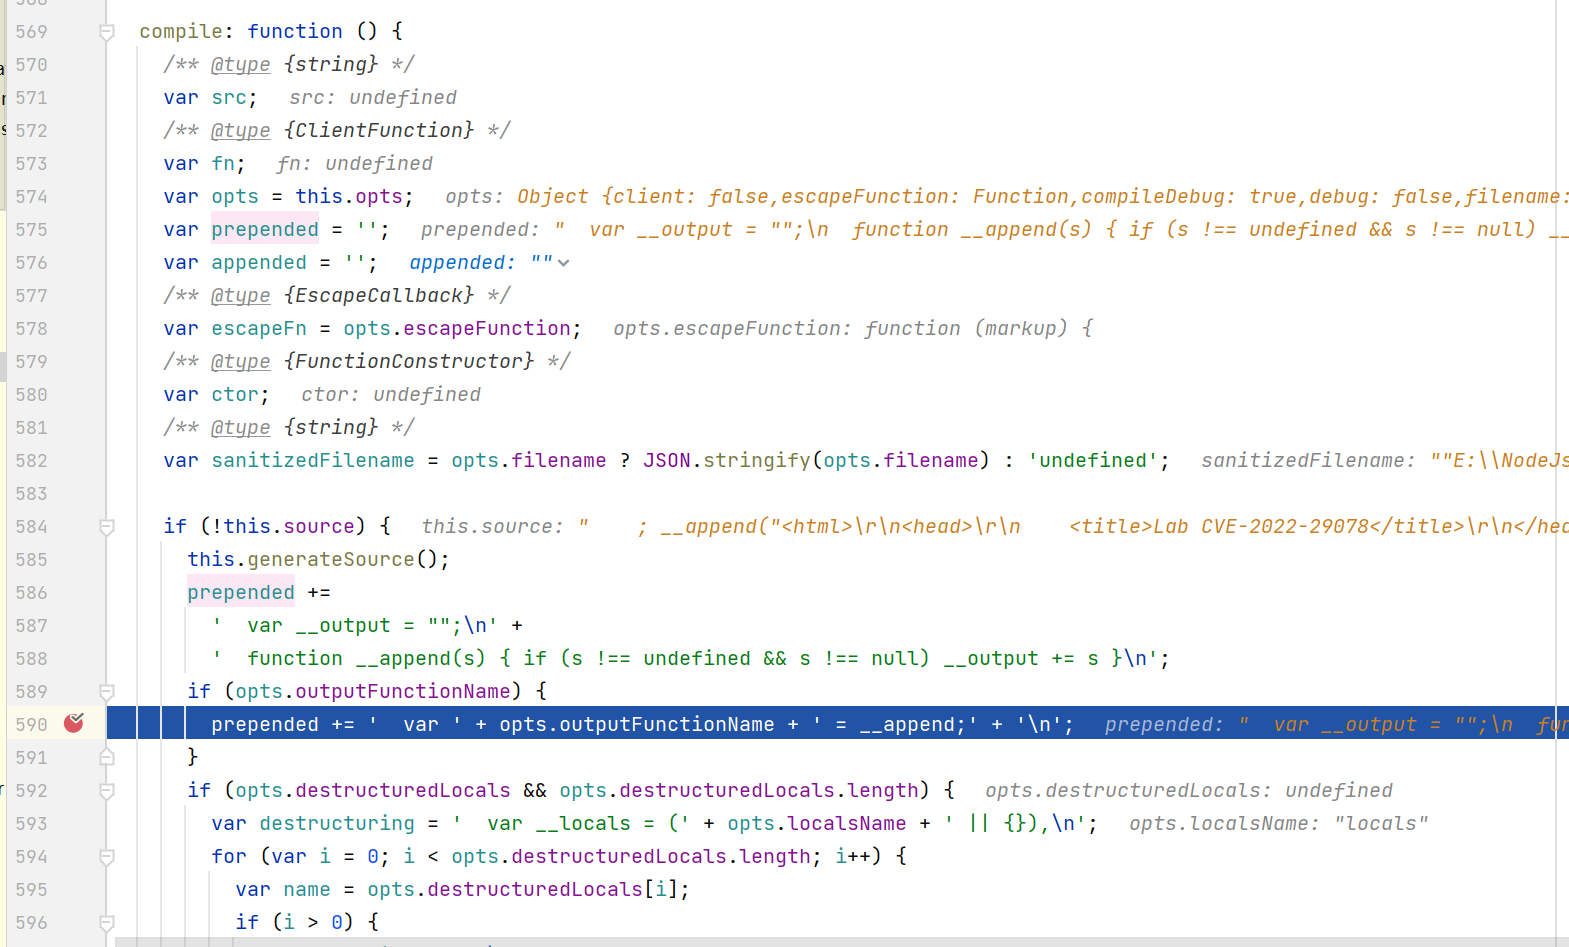 568
569 compile: function () {
570 /** @type {string} */
571 var src; src: undefined
572 /** @type {ClientFunction} */
573 var fn; fn: undefined
574 var opts = this.opts; opts: Object {client: false,escapeFunction: Function,compileDebug: true,debug: false,filename:
575 var prepended = ''; prepended: " var __output = "";\n function __append(s) { if (s !== undefined && s !== null) __
576 var appended = ''; appended: ""
577 /** @type {EscapeCallback} */
578 var escapeFn = opts.escapeFunction; opts.escapeFunction: function (markup) {
579 /** @type {FunctionConstructor} */
580 var ctor; ctor: undefined
581 /** @type {string} */
582 var sanitizedFilename = opts.filename ? JSON.stringify(opts.filename) : 'undefined'; sanitizedFilename: ""E:\\NodeJs
583
584 if (!this.source) { this.source: " ; __append("<html>\r\n<head>\r\n <title>Lab CVE-2022-29078</title>\r\n</hea
585 this.generateSource();
586 prepended +=
587 ' var __output = "";\n' +
588 ' function __append(s) { if (s !== undefined && s !== null) __output += s }\n';
589 if (opts.outputFunctionName) {
590 prepended += ' var ' + opts.outputFunctionName + ' = __append;' + '\n'; prepended: " var __output = "";\n fun
591 }
592 if (opts.destructuredLocals && opts.destructuredLocals.length) { opts.destructuredLocals: undefined
593 var destructuring = ' var __locals = (' + opts.localsName + ' || {}),\n'; opts.localsName: "locals"
594 for (var i = 0; i < opts.destructuredLocals.length; i++) {
595 var name = opts.destructuredLocals[i];
596 if (i > 0) {